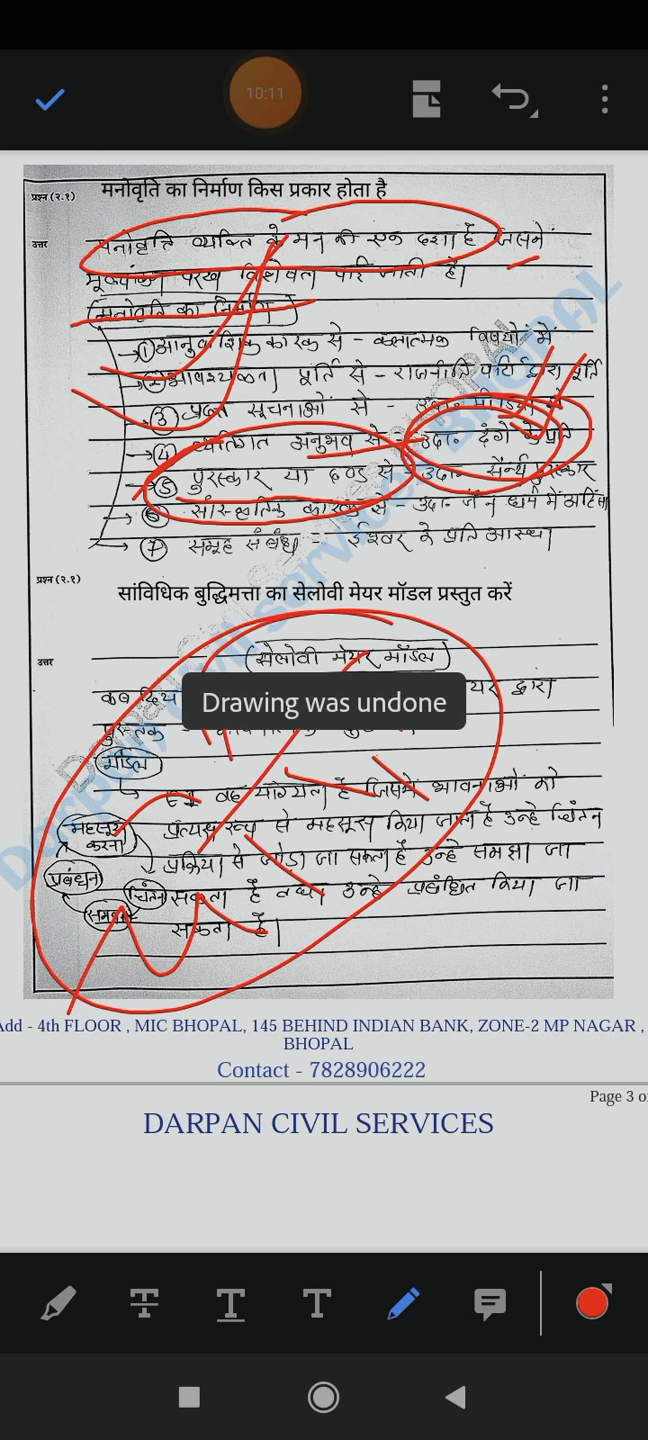 10:11
प्रश्न (२.१) मनोवृति का निर्माण किस प्रकार होता है
उत्तर मनोवृत्ति व्यक्ति के मन की एक दशा है जिसमे
मूल्यांकन परख विशेषता पाई जाती है।
मनोवृत्ति का निर्माण
① आनुवंशिक कारक से - कलात्मक विषयों में
② आवश्यकता पूर्ति से - राजनीति पार्टी द्वारा पूर्ति
③ प्रदत्त सूचनाओं से -
④ व्यक्तिगत अनुभव से - उदा॰ दंगो के प्रति
⑤ पुरस्कार या दण्ड से - उदा॰ सैन्य पुरस्कार
⑥ सांस्कृतिक कारक से - उदा॰ जैन धर्म में अहिंसा
⑦ समूह संबंध - ईश्वर के प्रति आस्था
प्रश्न (२.१)
सांविधिक बुद्धिमत्ता का सेलोवी मेयर मॉडल प्रस्तुत करें
उत्तर (सेलोवी मेयर मॉडल)
कब दिया यर द्वारा
Drawing was undone
पुस्तक -
मॉडल
EI वह योग्यता है जिसमे भावनाओं को
महसूस करना प्रत्यक्ष रूप से महसूस किया जाता है उन्हे चिंतन
प्रक्रिया से जोड़ा जा सकता है उन्हे समझा जा
प्रबंधन चिंतन सकता है तथा उन्हे प्रबंधित किया जा
समझ सकता है।
Add - 4th FLOOR , MIC BHOPAL, 145 BEHIND INDIAN BANK, ZONE-2 MP NAGAR ,
BHOPAL
Contact - 7828906222
Page 3 o
DARPAN CIVIL SERVICES